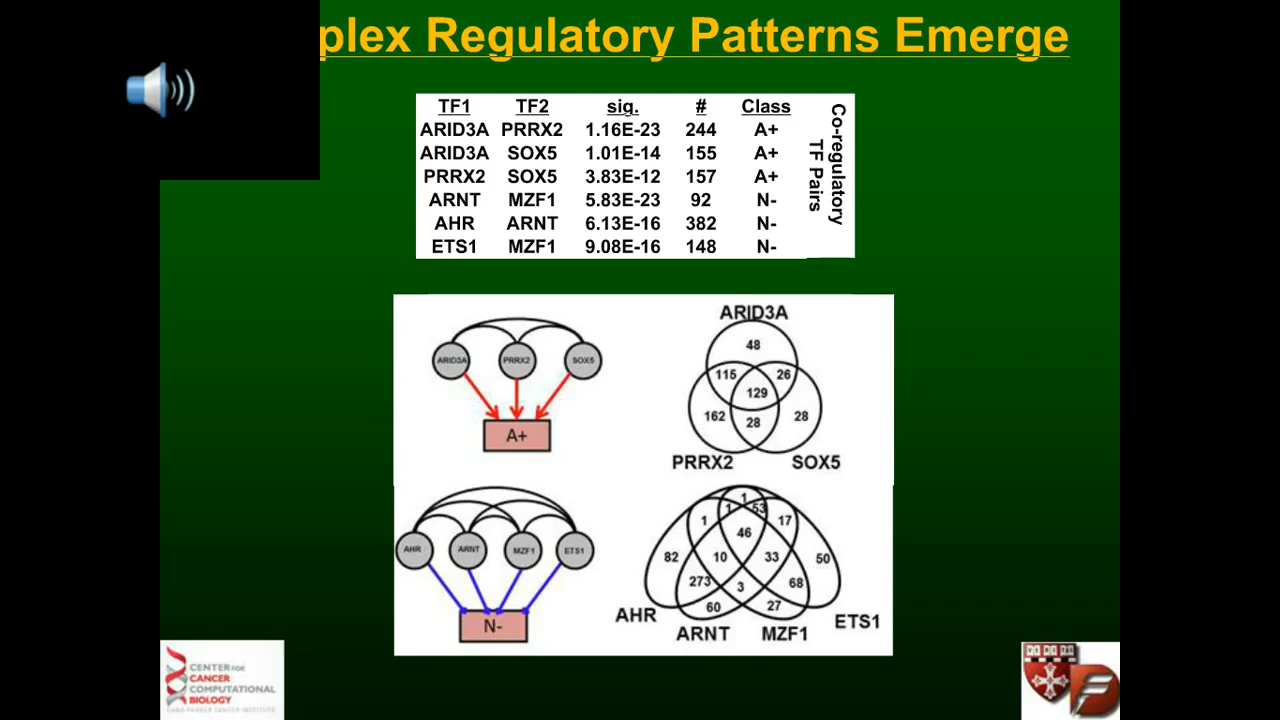 plex Regulatory Patterns Emerge
TF1 TF2 sig. # Class
ARID3A PRRX2 1.16E-23 244 A+
ARID3A SOX5 1.01E-14 155 A+
PRRX2 SOX5 3.83E-12 157 A+
ARNT MZF1 5.83E-23 92 N-
AHR ARNT 6.13E-16 382 N-
ETS1 MZF1 9.08E-16 148 N-
Co-regulatory
TF Pairs
ARID3A PRRX2 SOX5
A+
ARID3A
48
115 26
129
162 28 28
PRRX2 SOX5
AHR ARNT MZF1 ETS1
N-
1
1 53
1 17
46
82 10 33 50
273 3 68
60 27
AHR ARNT MZF1 ETS1
CENTER FOR
CANCER
COMPUTATIONAL
BIOLOGY
VE RI TAS